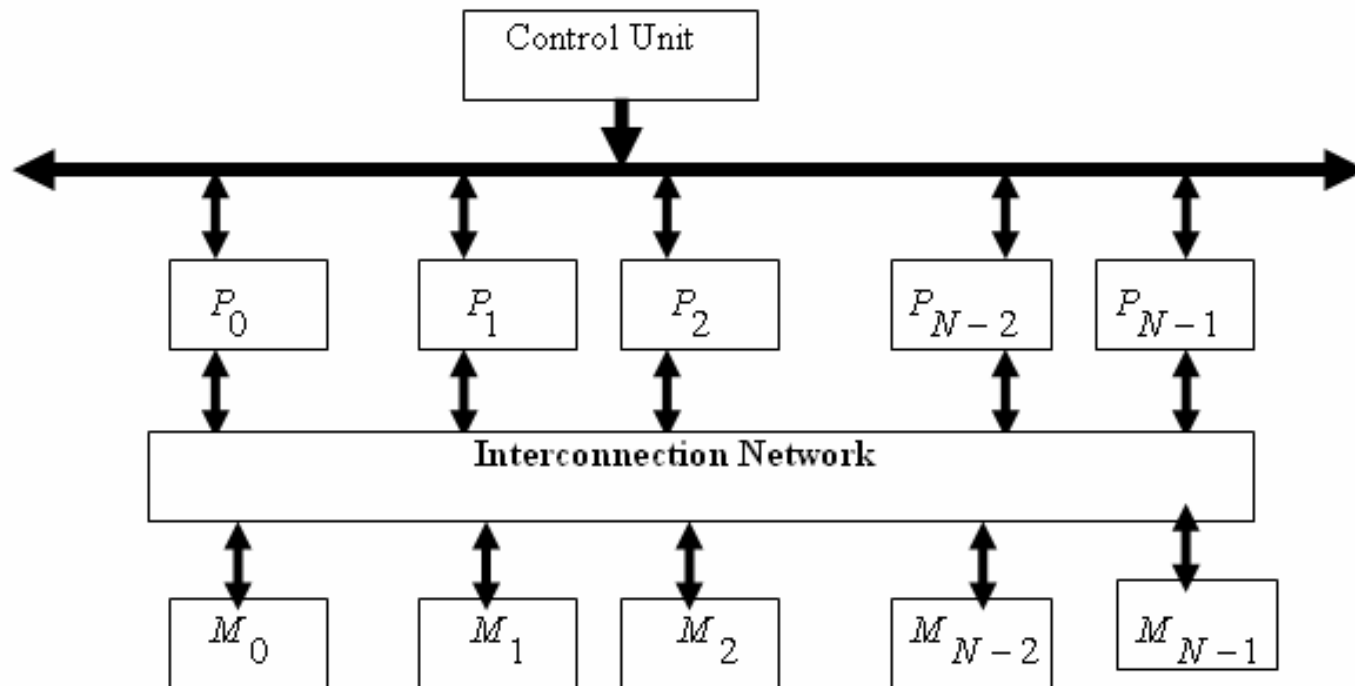 Control Unit
P0 P1 P2 PN-2 PN-1
Interconnection Network
M0 M1 M2 MN-2 MN-1